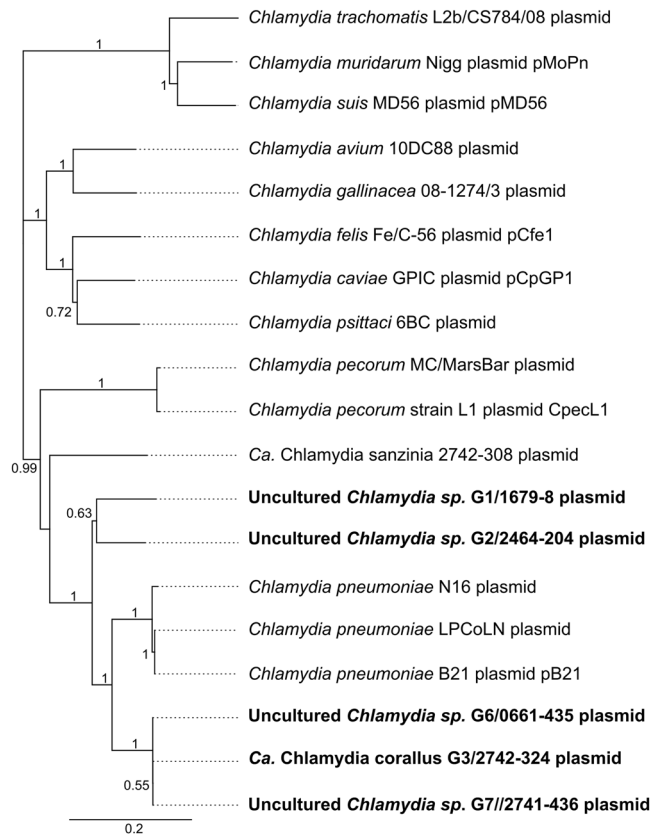 Chlamydia trachomatis L2b/CS784/08 plasmid
1
Chlamydia muridarum Nigg plasmid pMoPn
1
Chlamydia suis MD56 plasmid pMD56
Chlamydia avium 10DC88 plasmid
1
Chlamydia gallinacea 08-1274/3 plasmid
1
Chlamydia felis Fe/C-56 plasmid pCfe1
1
Chlamydia caviae GPIC plasmid pCpGP1
0.72
Chlamydia psittaci 6BC plasmid
Chlamydia pecorum MC/MarsBar plasmid
1
Chlamydia pecorum strain L1 plasmid CpecL1
Ca. Chlamydia sanzinia 2742-308 plasmid
0.99
Uncultured Chlamydia sp. G1/1679-8 plasmid
0.63
Uncultured Chlamydia sp. G2/2464-204 plasmid
Chlamydia pneumoniae N16 plasmid
1
1
Chlamydia pneumoniae LPCoLN plasmid
1
Chlamydia pneumoniae B21 plasmid pB21
1
Uncultured Chlamydia sp. G6/0661-435 plasmid
1
Ca. Chlamydia corallus G3/2742-324 plasmid
0.55
Uncultured Chlamydia sp. G7//2741-436 plasmid
0.2